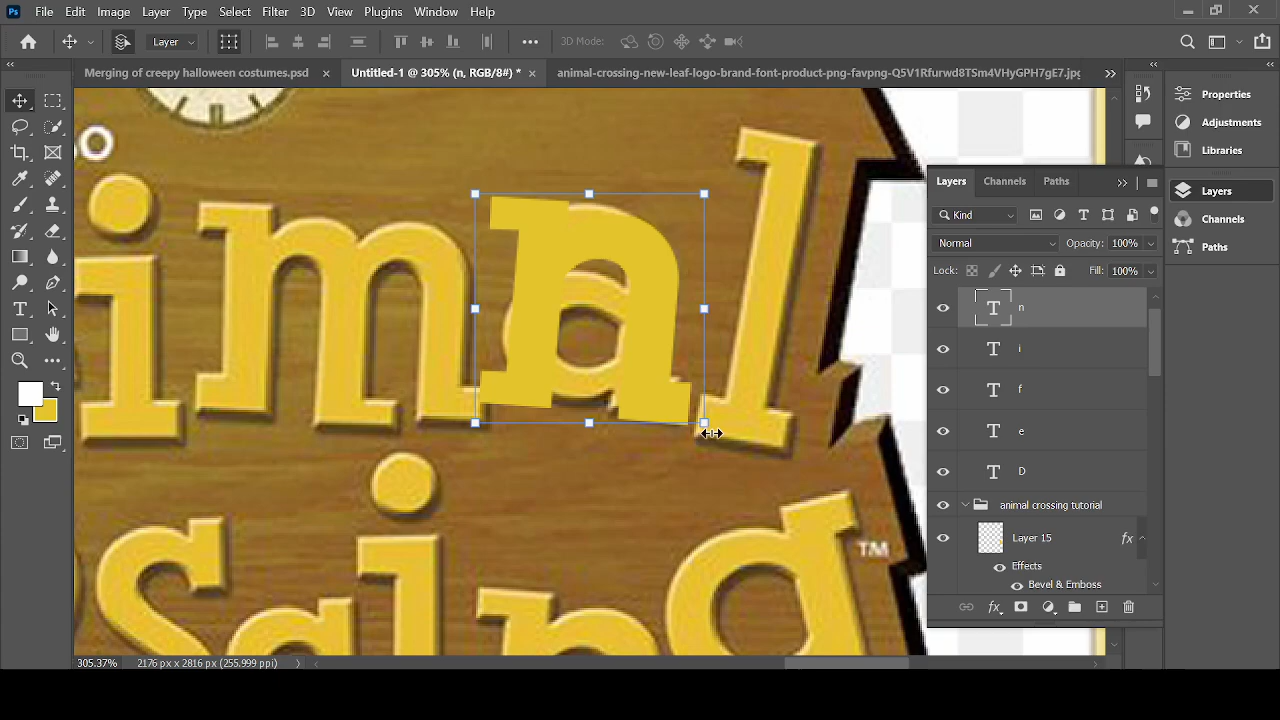 Ps File Edit Image Layer Type Select Filter 3D View Plugins Window Help
Layer 3D Mode:
Merging of creepy halloween costumes.psd × Untitled-1 @ 305% (n, RGB/8#) * × animal-crossing-new-leaf-logo-brand-font-product-png-favpng-Q5V1Rfurwd8TSm4VHyGPH7gE7.jpg
imnal
ssing
TM
Layers Channels Paths
Kind
Normal Opacity: 100%
Lock: Fill: 100%
T n
T i
T f
T e
T D
animal crossing tutorial
Layer 15 fx
Effects
Bevel & Emboss
fx
Properties
Adjustments
Libraries
Layers
Channels
Paths
305.37% 2176 px x 2816 px (255.999 ppi)